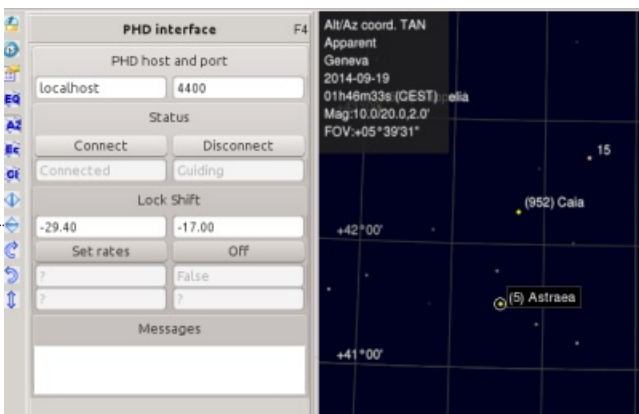 PHD interface F4
PHD host and port
localhost 4400
Status
Connect Disconnect
Connected Guiding
Lock Shift
-29.40 -17.00
Set rates Off
? False
? ?
Messages
EQ
AZ
Ec
Gl
Alt/Az coord. TAN
Apparent
Geneva
2014-09-19
01h46m33s (CEST)
Mag:10.0/20.0,2.0'
FOV:+05°39'31"
15
(952) Caia
+42°00'
(5) Astraea
+41°00'